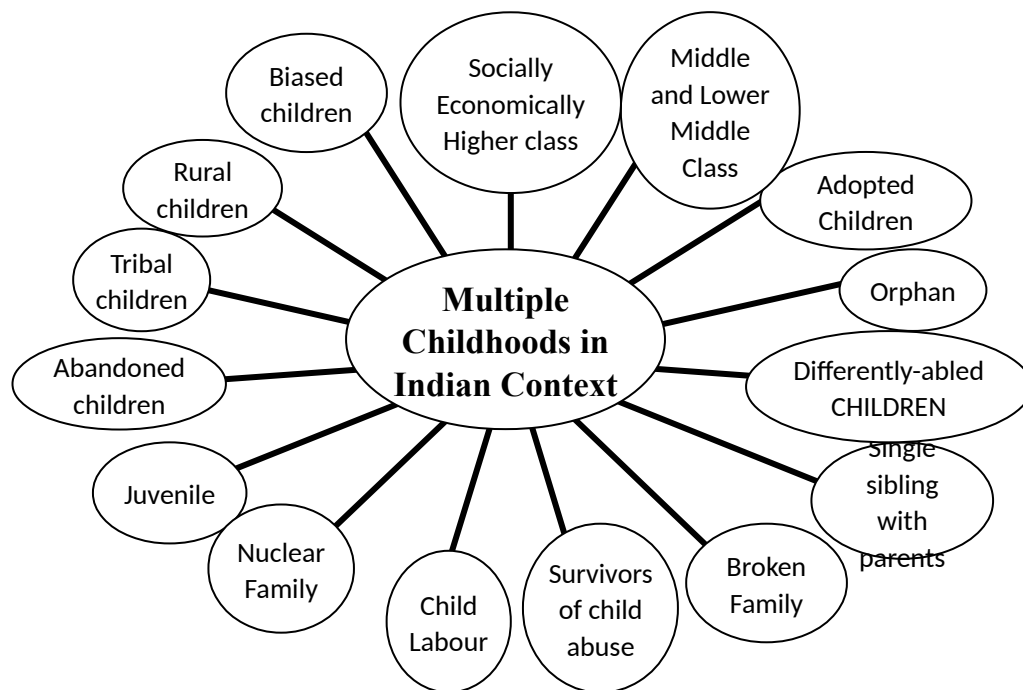 Multiple
Childhoods in
Indian Context
Socially
Economically
Higher class
Middle
and Lower
Middle
Class
Adopted
Children
Orphan
Differently-abled
CHILDREN
Single
sibling
with
parents
Broken
Family
Survivors
of child
abuse
Child
Labour
Nuclear
Family
Juvenile
Abandoned
children
Tribal
children
Rural
children
Biased
children